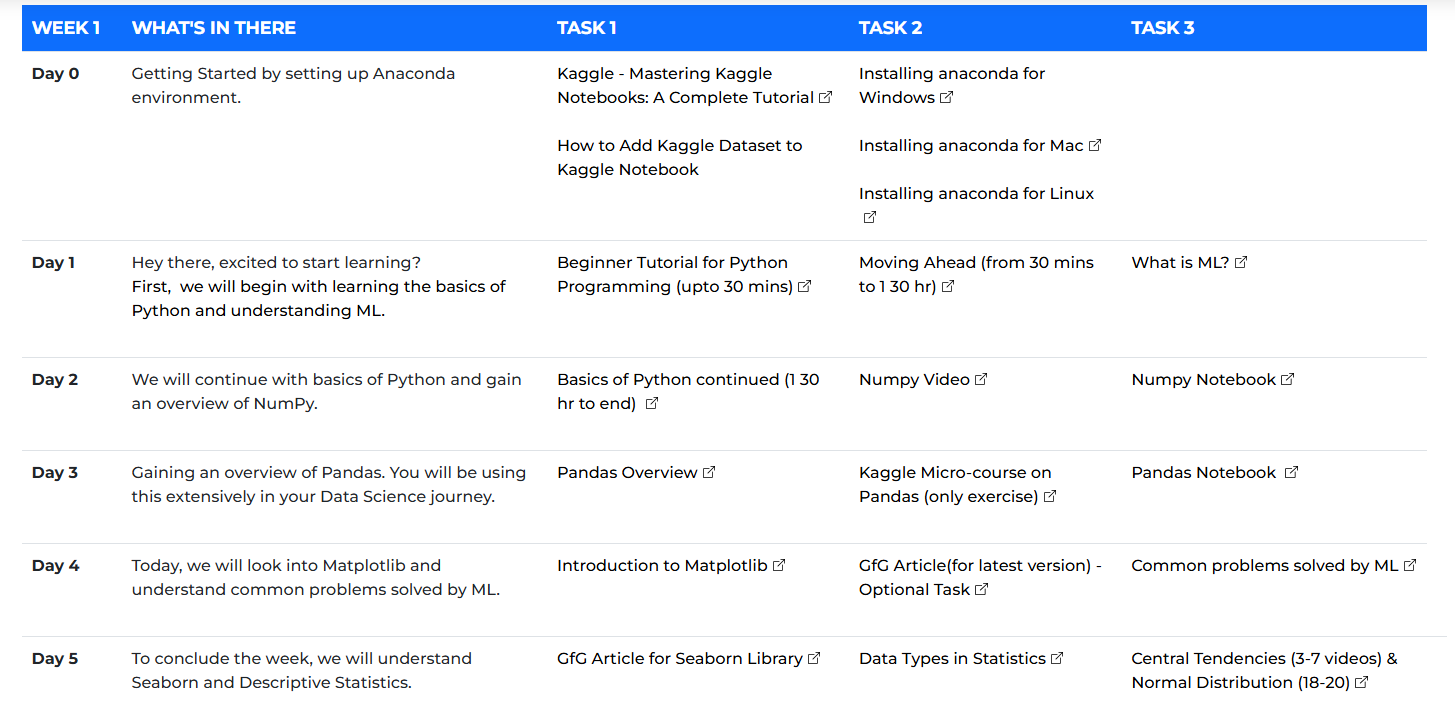 WEEK 1 WHAT'S IN THERE TASK 1 TASK 2 TASK 3
Day 0
Getting Started by setting up Anaconda
environment.
Kaggle - Mastering Kaggle
Notebooks: A Complete Tutorial
How to Add Kaggle Dataset to
Kaggle Notebook
Installing anaconda for
Windows
Installing anaconda for Mac
Installing anaconda for Linux
Day 1
Hey there, excited to start learning?
First, we will begin with learning the basics of
Python and understanding ML.
Beginner Tutorial for Python
Programming (upto 30 mins)
Moving Ahead (from 30 mins
to 1 30 hr)
What is ML?
Day 2
We will continue with basics of Python and gain
an overview of NumPy.
Basics of Python continued (1 30
hr to end)
Numpy Video
Numpy Notebook
Day 3
Gaining an overview of Pandas. You will be using
this extensively in your Data Science journey.
Pandas Overview
Kaggle Micro-course on
Pandas (only exercise)
Pandas Notebook
Day 4
Today, we will look into Matplotlib and
understand common problems solved by ML.
Introduction to Matplotlib
GfG Article(for latest version) -
Optional Task
Common problems solved by ML
Day 5
To conclude the week, we will understand
Seaborn and Descriptive Statistics.
GfG Article for Seaborn Library
Data Types in Statistics
Central Tendencies (3-7 videos) &
Normal Distribution (18-20)